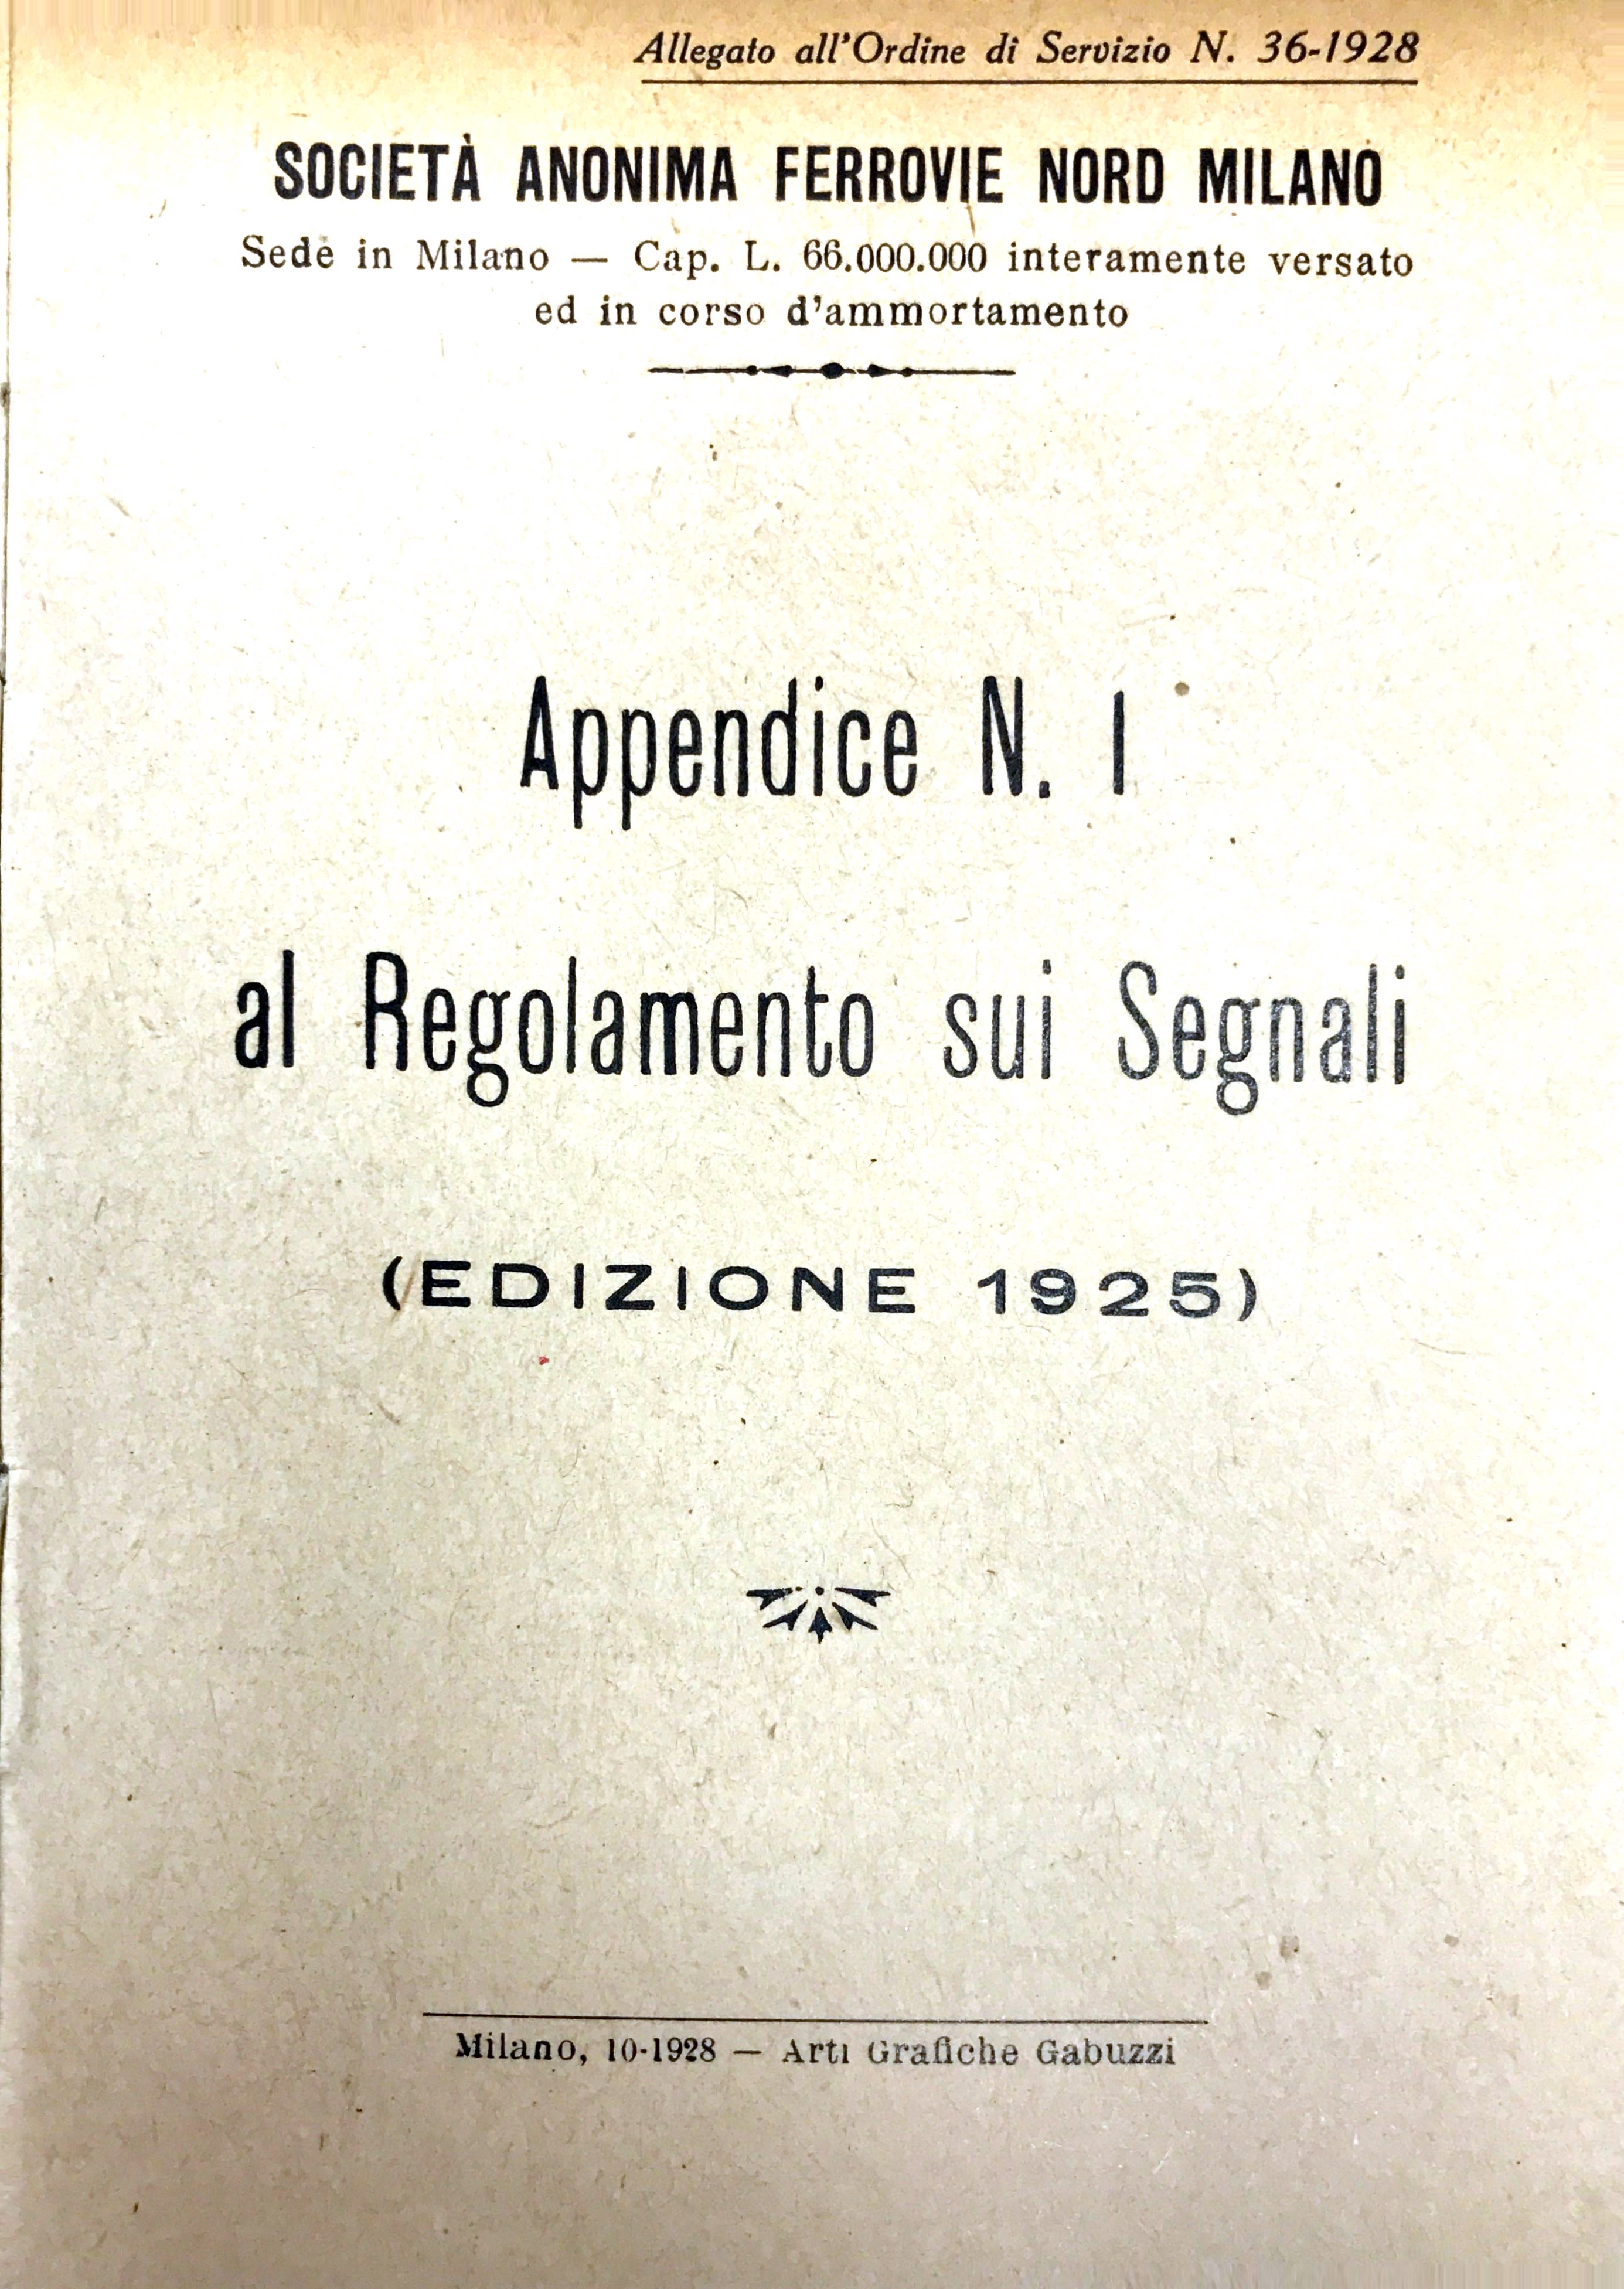 Allegato all'Ordine di Servizio N. 36-1928
SOCIETÀ ANONIMA FERROVIE NORD MILANO
Sede in Milano — Cap. L. 66.000.000 interamente versato
ed in corso d'ammortamento
Appendice N. 1
al Regolamento sui Segnali
(EDIZIONE 1925)
Milano, 10-1928 — Arti Grafiche Gabuzzi